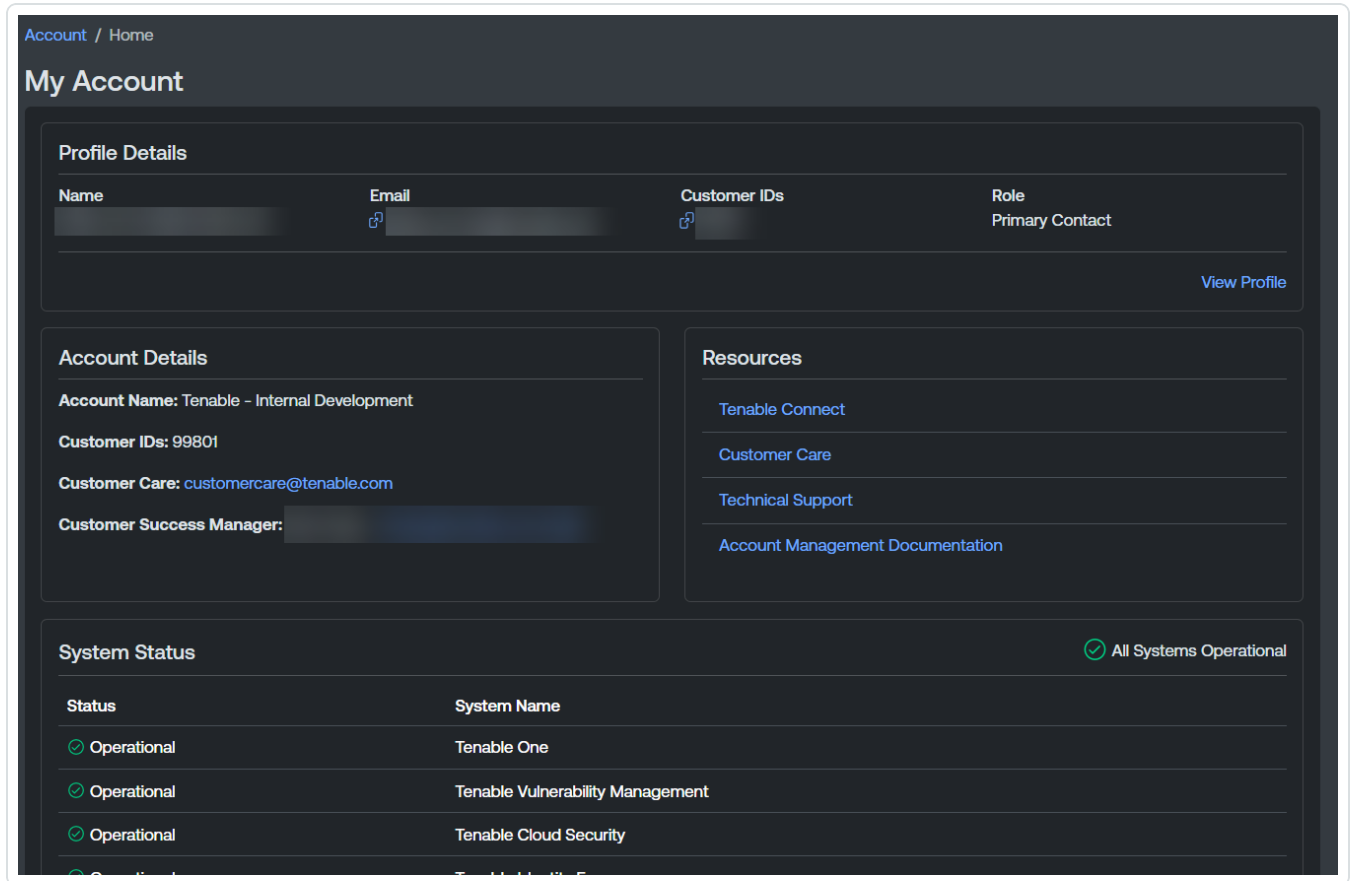 Account / Home
My Account
Profile Details
Name Email Customer IDs Role
Primary Contact
View Profile
Account Details
Account Name: Tenable - Internal Development
Customer IDs: 99801
Customer Care: customercare@tenable.com
Customer Success Manager:
Resources
Tenable Connect
Customer Care
Technical Support
Account Management Documentation
System Status
All Systems Operational
Status System Name
Operational Tenable One
Operational Tenable Vulnerability Management
Operational Tenable Cloud Security